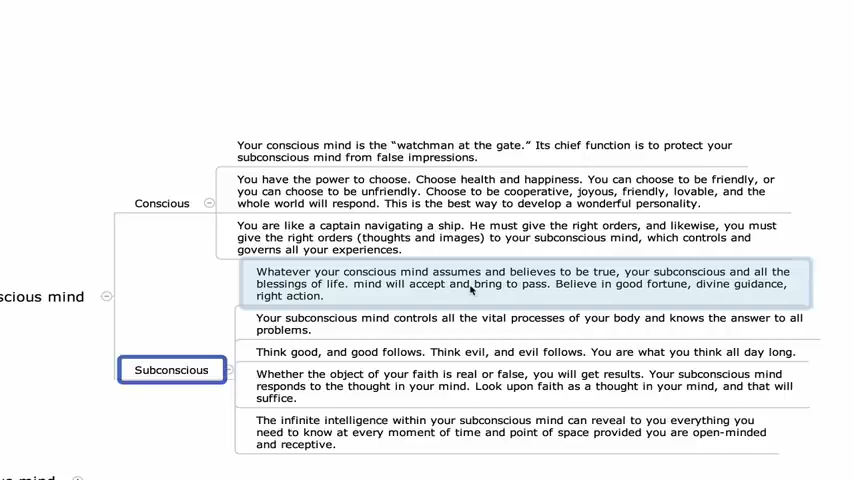 Your conscious mind is the “watchman at the gate.” Its chief function is to protect your
subconscious mind from false impressions.
You have the power to choose. Choose health and happiness. You can choose to be friendly, or
you can choose to be unfriendly. Choose to be cooperative, joyous, friendly, lovable, and the
whole world will respond. This is the best way to develop a wonderful personality.
Conscious
You are like a captain navigating a ship. He must give the right orders, and likewise, you must
give the right orders (thoughts and images) to your subconscious mind, which controls and
governs all your experiences.
scious mind
Whatever your conscious mind assumes and believes to be true, your subconscious and all the
blessings of life. mind will accept and bring to pass. Believe in good fortune, divine guidance,
right action.
Your subconscious mind controls all the vital processes of your body and knows the answer to all
problems.
Think good, and good follows. Think evil, and evil follows. You are what you think all day long.
Subconscious
Whether the object of your faith is real or false, you will get results. Your subconscious mind
responds to the thought in your mind. Look upon faith as a thought in your mind, and that will
suffice.
The infinite intelligence within your subconscious mind can reveal to you everything you
need to know at every moment of time and point of space provided you are open-minded
and receptive.